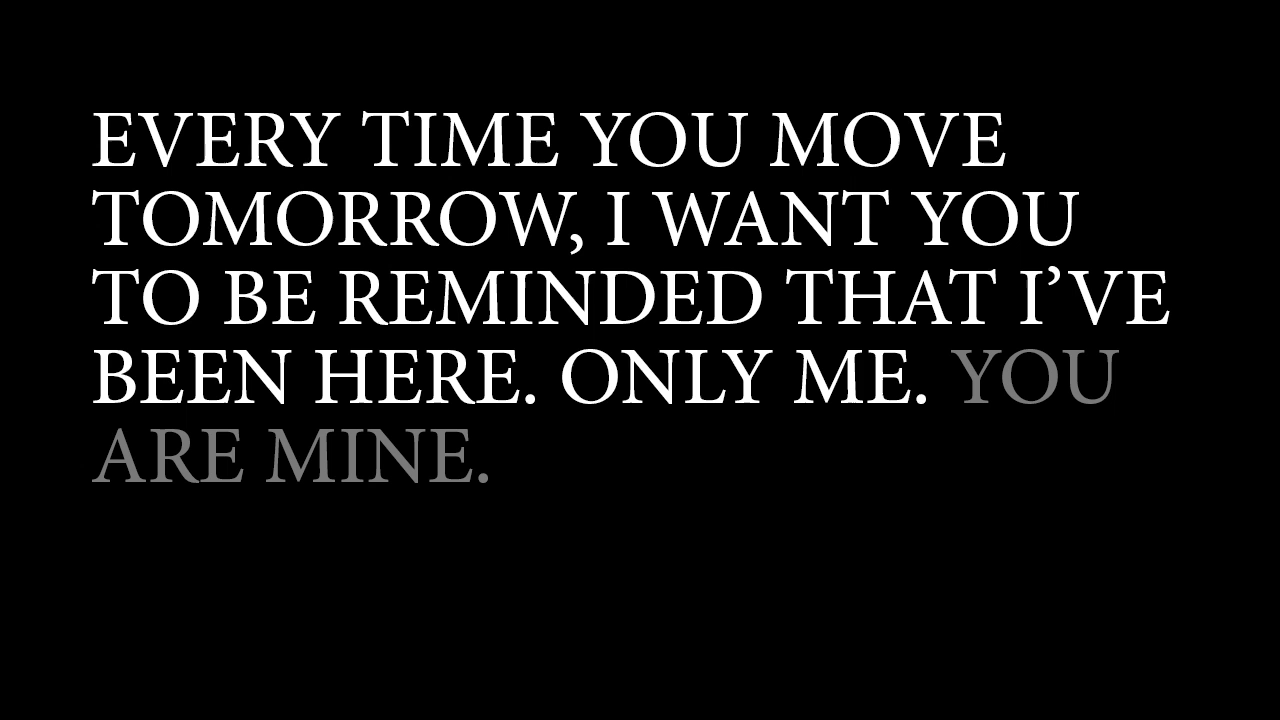 EVERY TIME YOU MOVE
TOMORROW, I WANT YOU
TO BE REMINDED THAT I’VE
BEEN HERE. ONLY ME. YOU
ARE MINE.